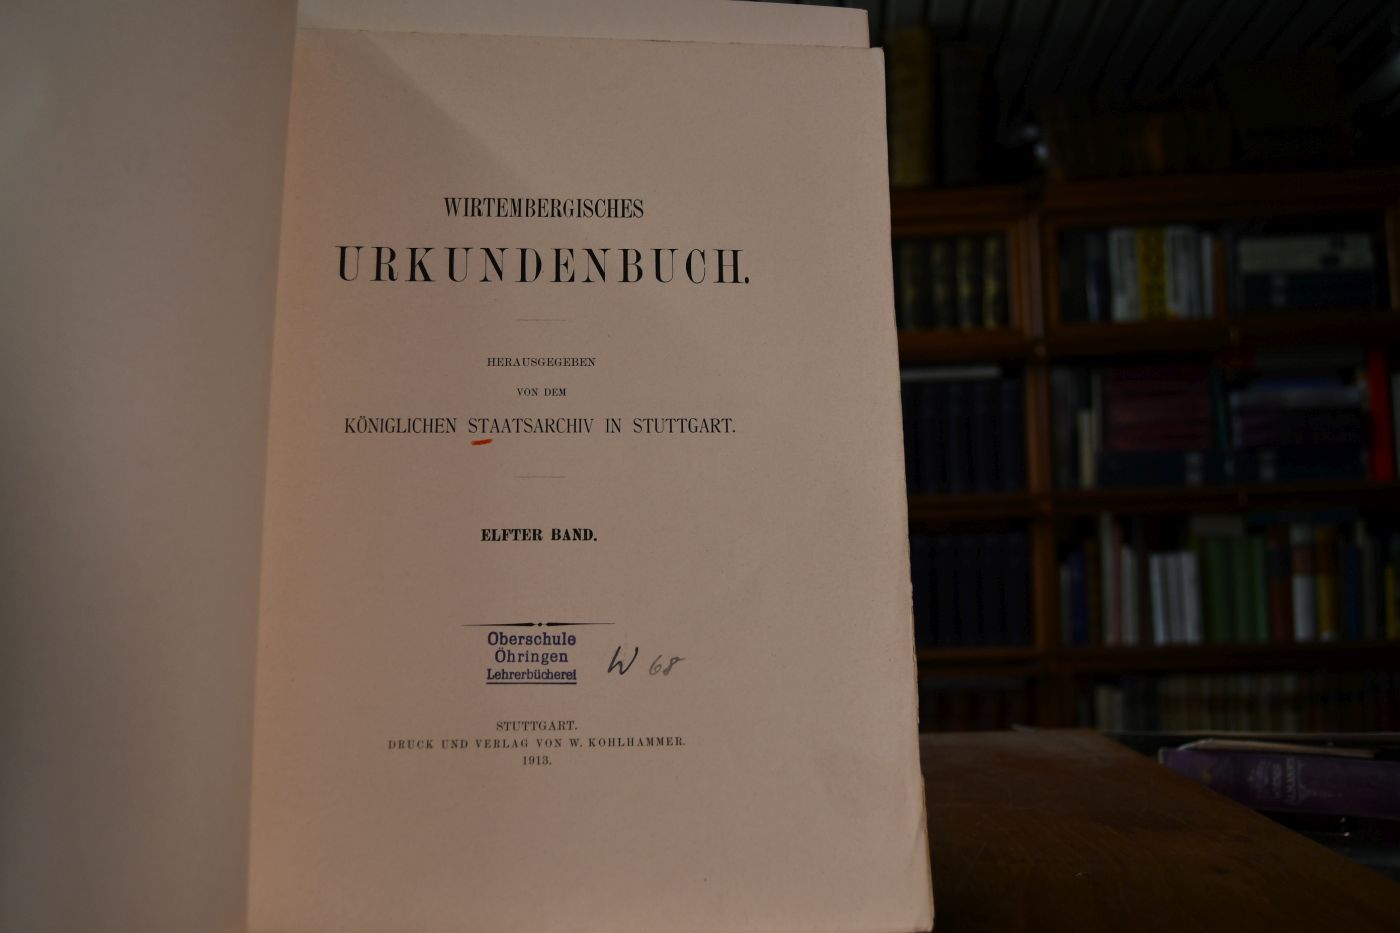 WIRTEMBERGISCHES
URKUNDENBUCH.
HERAUSGEGEBEN
VON DEM
KÖNIGLICHEN STAATSARCHIV IN STUTTGART.
ELFTER BAND.
Oberschule
Öhringen
Lehrerbücherei
W 68
STUTTGART.
DRUCK UND VERLAG VON W. KOHLHAMMER.
1913.